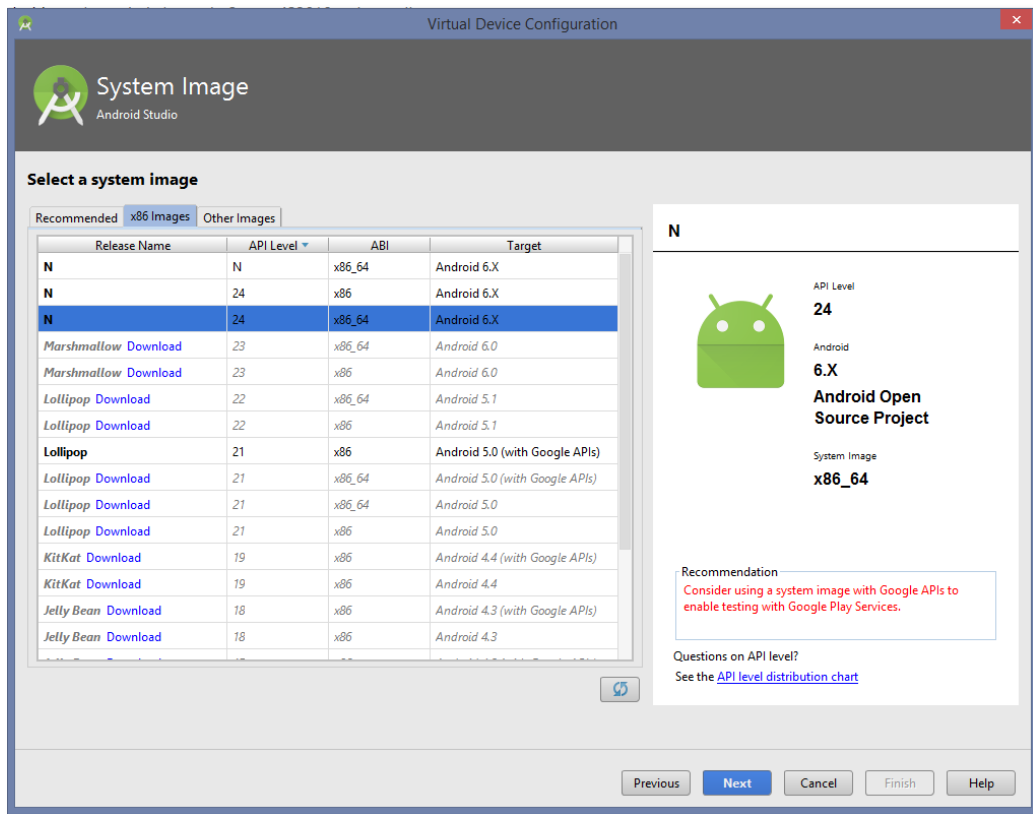 Virtual Device Configuration
System Image
Android Studio
Select a system image
Recommended x86 Images Other Images
Release Name API Level ABI Target
N N x86_64 Android 6.X
N 24 x86 Android 6.X
N 24 x86_64 Android 6.X
Marshmallow Download 23 x86_64 Android 6.0
Marshmallow Download 23 x86 Android 6.0
Lollipop Download 22 x86_64 Android 5.1
Lollipop Download 22 x86 Android 5.1
Lollipop 21 x86 Android 5.0 (with Google APIs)
Lollipop Download 21 x86_64 Android 5.0 (with Google APIs)
Lollipop Download 21 x86_64 Android 5.0
Lollipop Download 21 x86 Android 5.0
KitKat Download 19 x86 Android 4.4 (with Google APIs)
KitKat Download 19 x86 Android 4.4
Jelly Bean Download 18 x86 Android 4.3 (with Google APIs)
Jelly Bean Download 18 x86 Android 4.3
N
API Level
24
Android
6.X
Android Open
Source Project
System Image
x86_64
Recommendation
Consider using a system image with Google APIs to
enable testing with Google Play Services.
Questions on API level?
See the API level distribution chart
Previous Next Cancel Finish Help